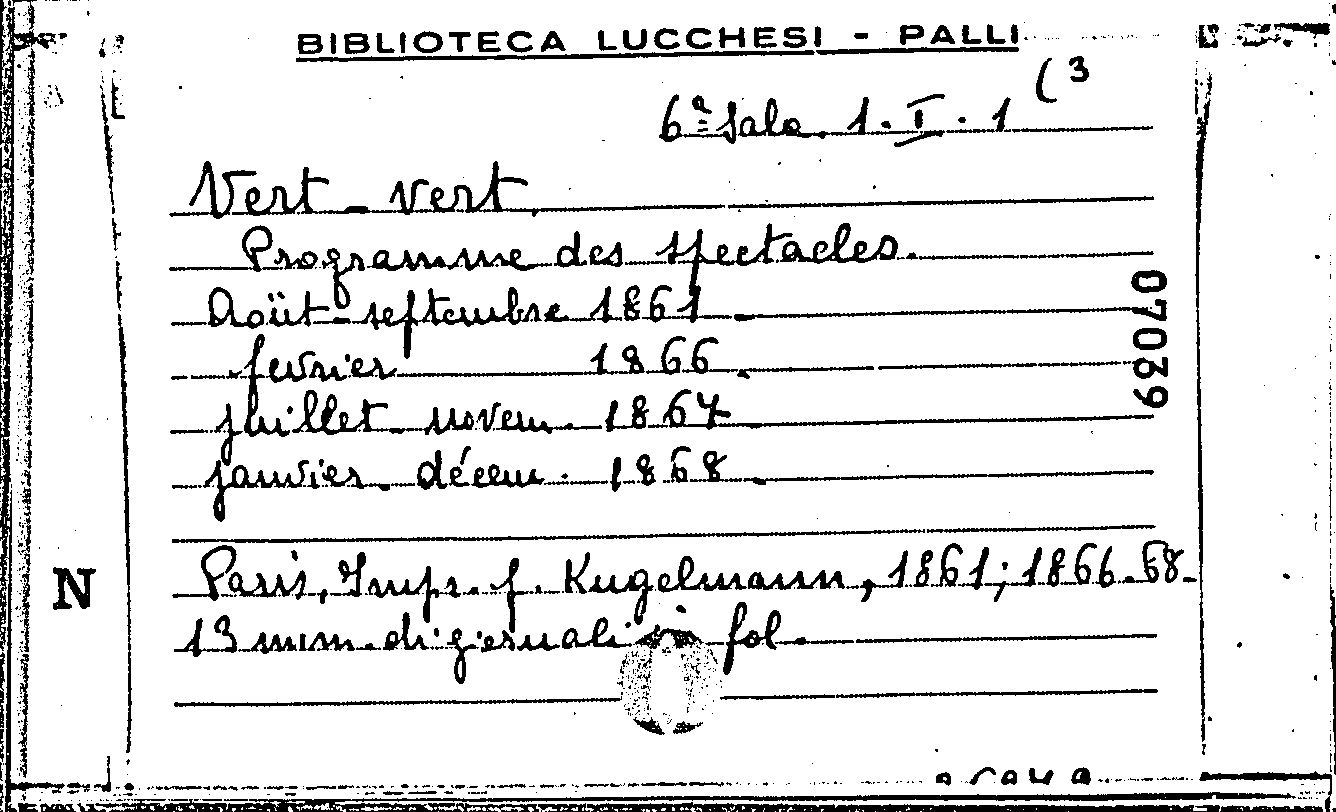 BIBLIOTECA LUCCHESI - PALLI
6ª Sala. 1. I. 1 (3
Vert - vert.
Programme des spectacles.
Août - septembre 1861 -
fevrier 1866.
juillet - novem. 1867
janvier - décem. 1868.
07039
Paris, Impr. J. Kugelmann, 1861; 1866-68-
N
13 num. di giornali in fol.